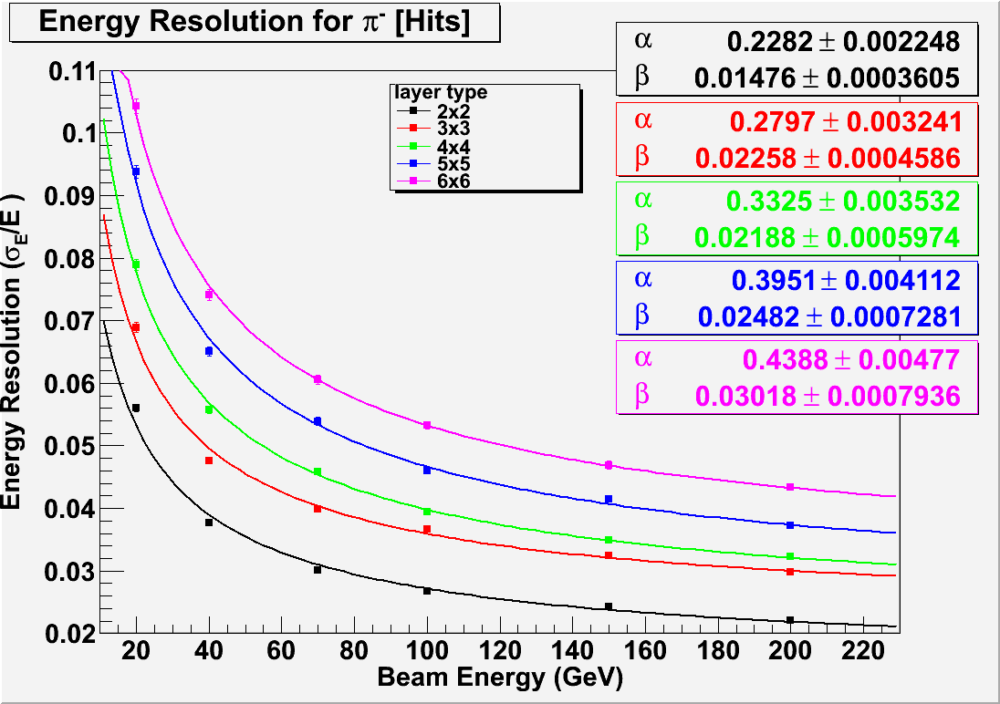 Energy Resolution for π⁻ [Hits]
α 0.2282 ± 0.002248
β 0.01476 ± 0.0003605
α 0.2797 ± 0.003241
β 0.02258 ± 0.0004586
α 0.3325 ± 0.003532
β 0.02188 ± 0.0005974
α 0.3951 ± 0.004112
β 0.02482 ± 0.0007281
α 0.4388 ± 0.00477
β 0.03018 ± 0.0007936
layer type
2x2
3x3
4x4
5x5
6x6
Energy Resolution (σ_E/E )
0.11
0.1
0.09
0.08
0.07
0.06
0.05
0.04
0.03
0.02
20 40 60 80 100 120 140 160 180 200 220
Beam Energy (GeV)